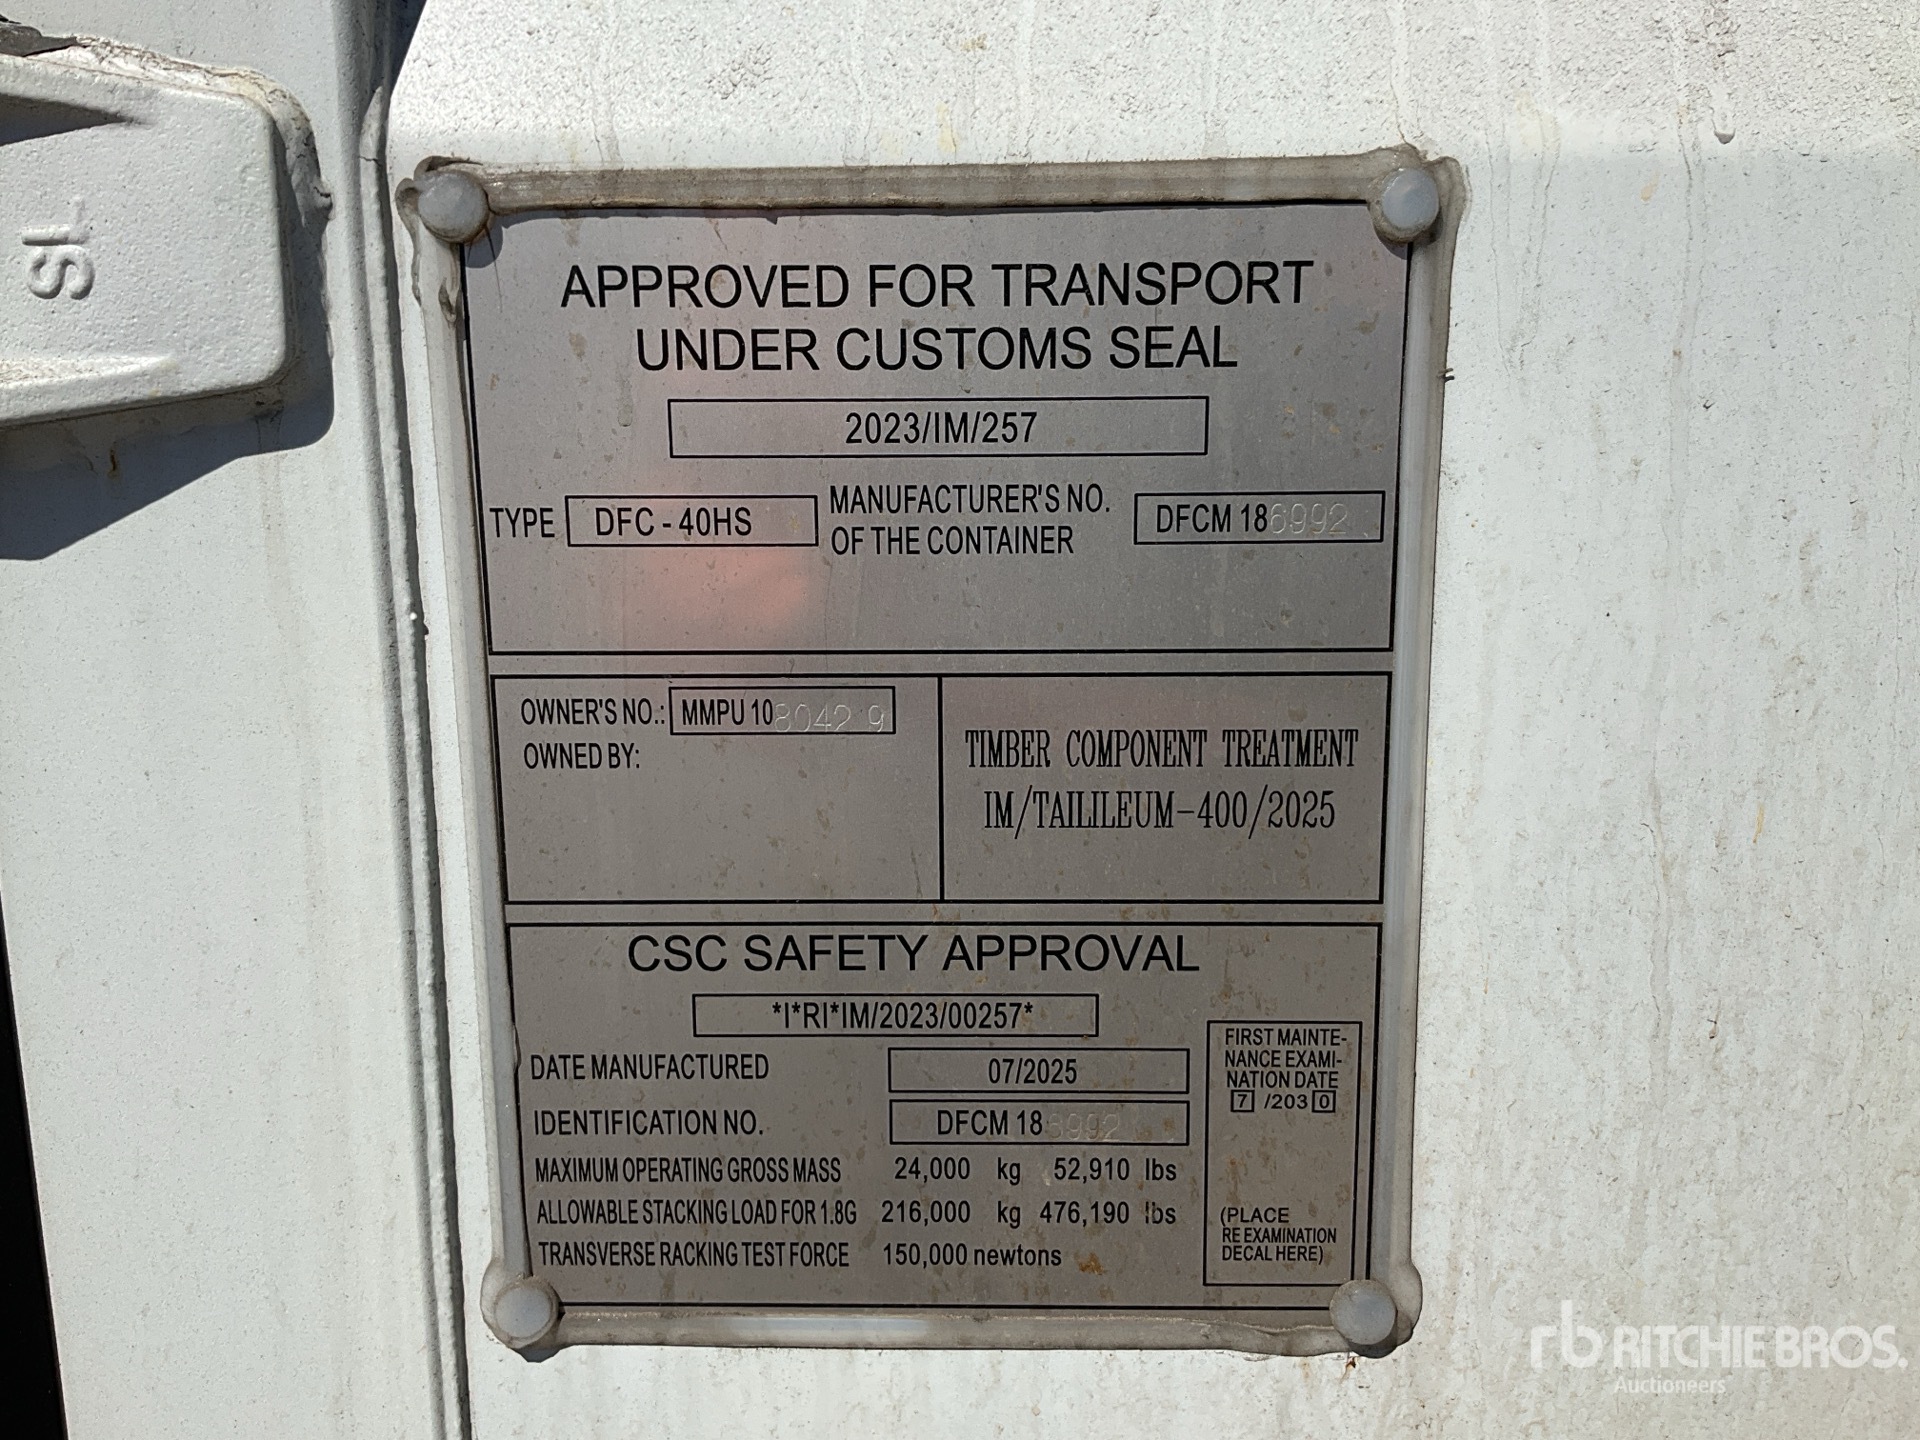 SL
APPROVED FOR TRANSPORT
UNDER CUSTOMS SEAL
2023/IM/257
TYPE DFC - 40HS MANUFACTURER'S NO. OF THE CONTAINER DFCM 186992
OWNER'S NO.: MMPU 108042 9
OWNED BY:
TIMBER COMPONENT TREATMENT
IM/TAILILEUM-400/2025
CSC SAFETY APPROVAL
*I*RI*IM/2023/00257*
DATE MANUFACTURED 07/2025
IDENTIFICATION NO. DFCM 186992
MAXIMUM OPERATING GROSS MASS 24,000 kg 52,910 lbs
ALLOWABLE STACKING LOAD FOR 1.8G 216,000 kg 476,190 lbs
TRANSVERSE RACKING TEST FORCE 150,000 newtons
FIRST MAINTE-
NANCE EXAMI-
NATION DATE
7 /203 0
(PLACE
RE EXAMINATION
DECAL HERE)
rb RITCHIE BROS.
Auctioneers